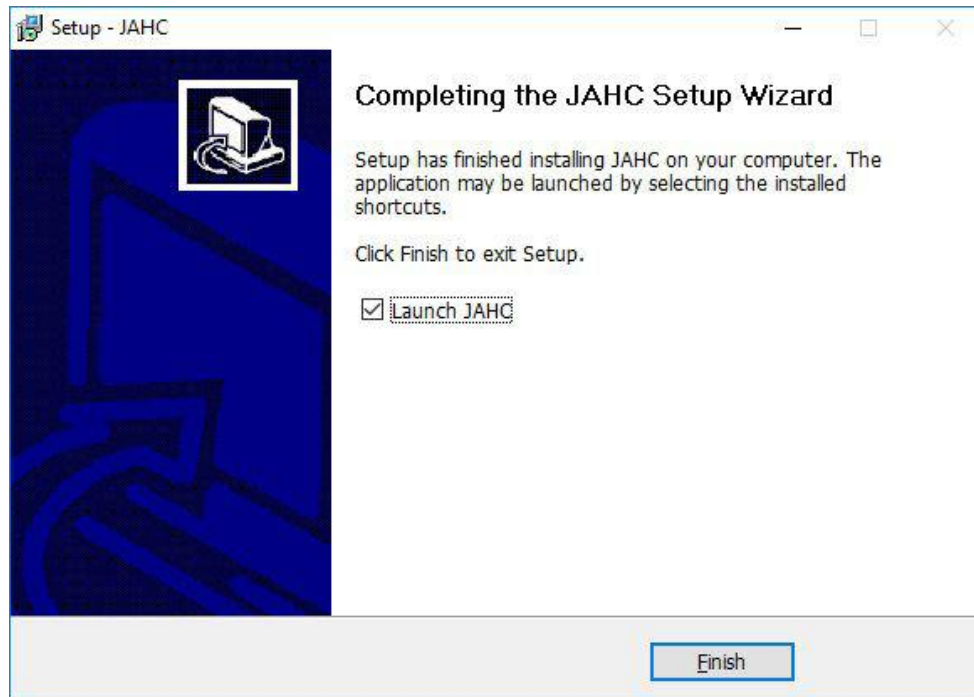 Setup - JAHC
Completing the JAHC Setup Wizard
Setup has finished installing JAHC on your computer. The
application may be launched by selecting the installed
shortcuts.
Click Finish to exit Setup.
Launch JAHC
Finish